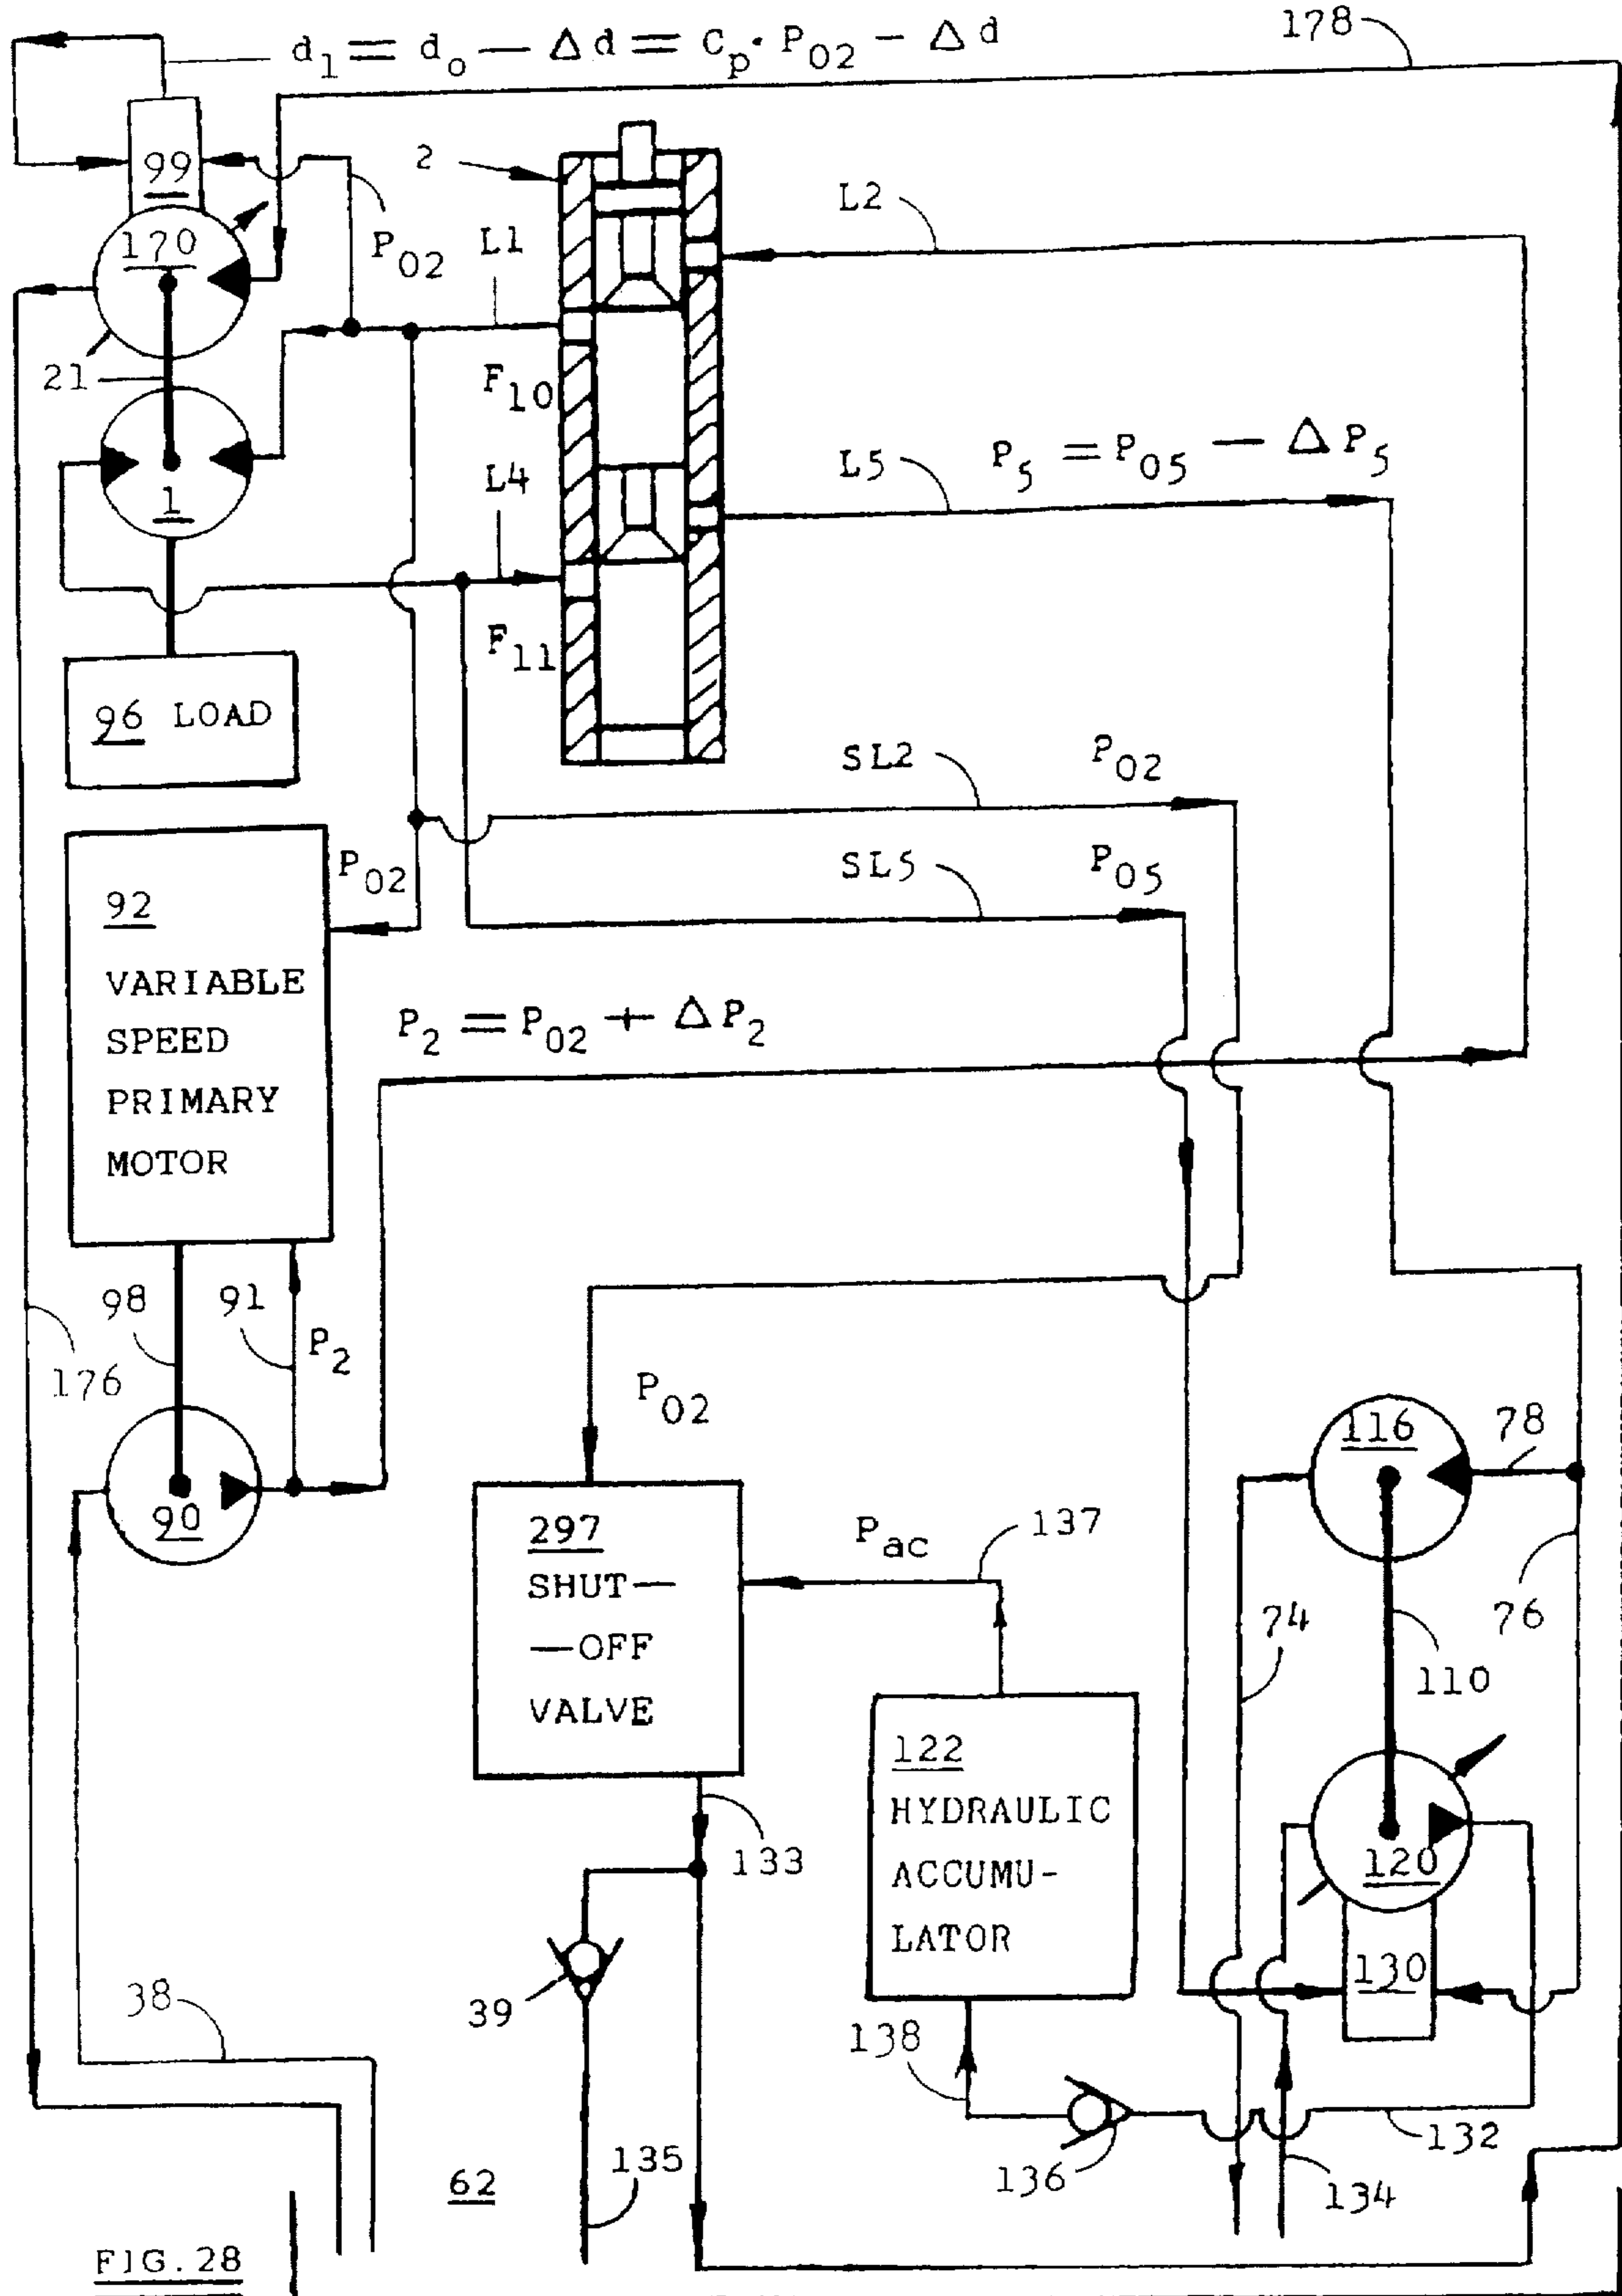 d1 = do — Δd = Cp· P02 − Δd
178
99
2
L2
170
P02
L1
21
F10
L5
P5 = P05 — ΔP5
L4
1
F11
96 LOAD
SL2
P02
P02
SL5
P05
92
VARIABLE
SPEED
PRIMARY
MOTOR
P2 = P02 + ΔP2
98
91
P2
176
P02
116
78
90
297
SHUT—
—OFF
VALVE
Pac
137
74
76
110
122
HYDRAULIC
ACCUMU-
LATOR
133
120
130
39
38
138
136
132
134
135
62
FIG.28